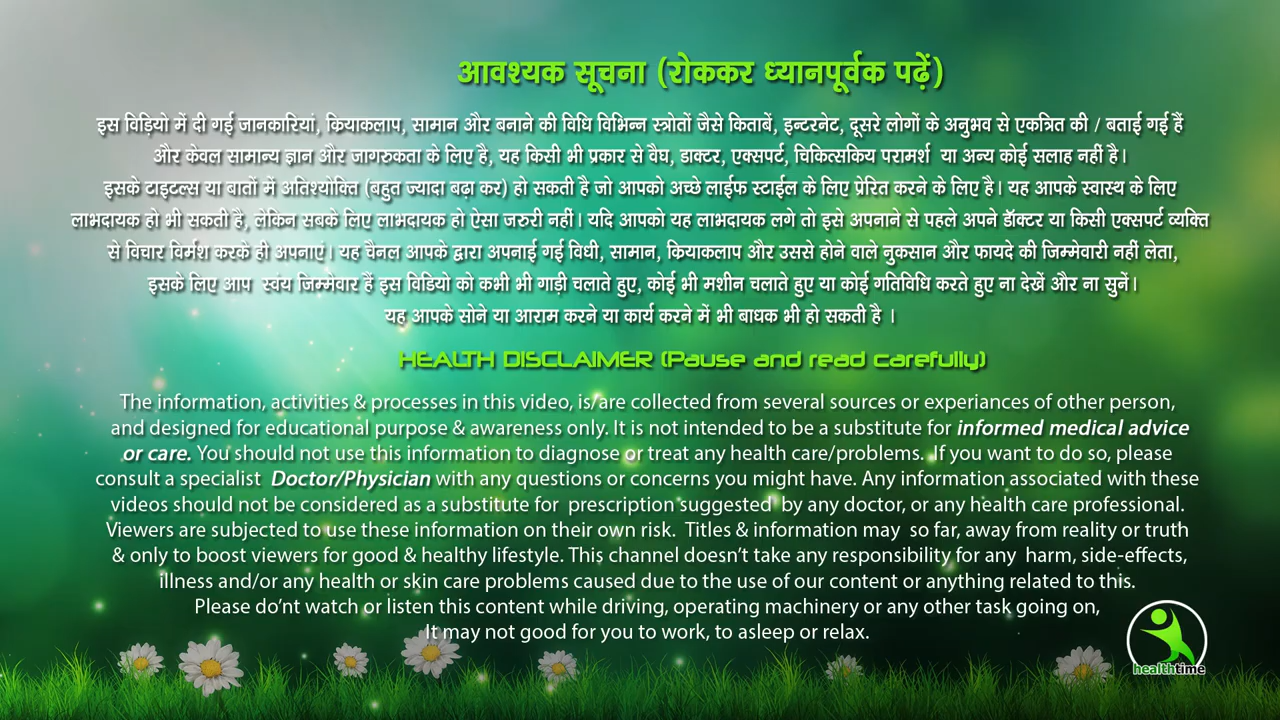 आवश्यक सूचना (रोककर ध्यानपूर्वक पढ़ें)
इस विड़ियो में दी गई जानकारियां, कियाकलाप, सामान और बनाने की विधि विभिन्न स्त्रोतों जैसे किताबें, इन्टरनेट, दूसरे लोगों के अनुभव से एकत्रित की / बताई गई हैं
और केवल सामान्य ज्ञान और जागरुकता के लिए है, यह किसी भी प्रकार से वैघ, डाक्टर, एक्सपर्ट, चिकित्सकिय परामर्श या अन्य कोई सलाह नहीं है।
इसके टाइटल्स या बातों में अतिश्योक्ति (बहुत ज्यादा बढ़ा कर) हो सकती है जो आपको अच्छे लाईफ स्टाईल के लिए प्रेरित करने के लिए है। यह आपके स्वास्थ के लिए
लाभदायक हो भी सकती है, लेकिन सबके लिए लाभदायक हो ऐसा जरुरी नहीं। यदि आपको यह लाभदायक लगे तो इसे अपनाने से पहले अपने डॅाक्टर या किसी एक्सपर्ट व्यक्ति
से विचार विर्मश करके ही अपनाएं। यह चैनल आपके द्वारा अपनाई गई विधी, सामान, कियाकलाप और उससे होने वाले नुकसान और फायदे की जिम्मेवारी नहीं लेता,
इसके लिए आप स्वंय जिम्मेवार हैं इस विडियो को कभी भी गाड़ी चलाते हुए, कोई भी मशीन चलाते हुए या कोई गतिविधि करते हुए ना देखें और ना सुनें।
यह आपके सोने या आराम करने या कार्य करने में भी बाधक भी हो सकती है ।
HEALTH DISCLAIMER (Pause and read carefully)
The information, activities & processes in this video, is/are collected from several sources or experiances of other person,
and designed for educational purpose & awareness only. It is not intended to be a substitute for informed medical advice
or care. You should not use this information to diagnose or treat any health care/problems. If you want to do so, please
consult a specialist Doctor/Physician with any questions or concerns you might have. Any information associated with these
videos should not be considered as a substitute for prescription suggested by any doctor, or any health care professional.
Viewers are subjected to use these information on their own risk. Titles & information may so far, away from reality or truth
& only to boost viewers for good & healthy lifestyle. This channel doesn't take any responsibility for any harm, side-effects,
illness and/or any health or skin care problems caused due to the use of our content or anything related to this.
Please do'nt watch or listen this content while driving, operating machinery or any other task going on,
It may not good for you to work, to asleep or relax.
healthtime